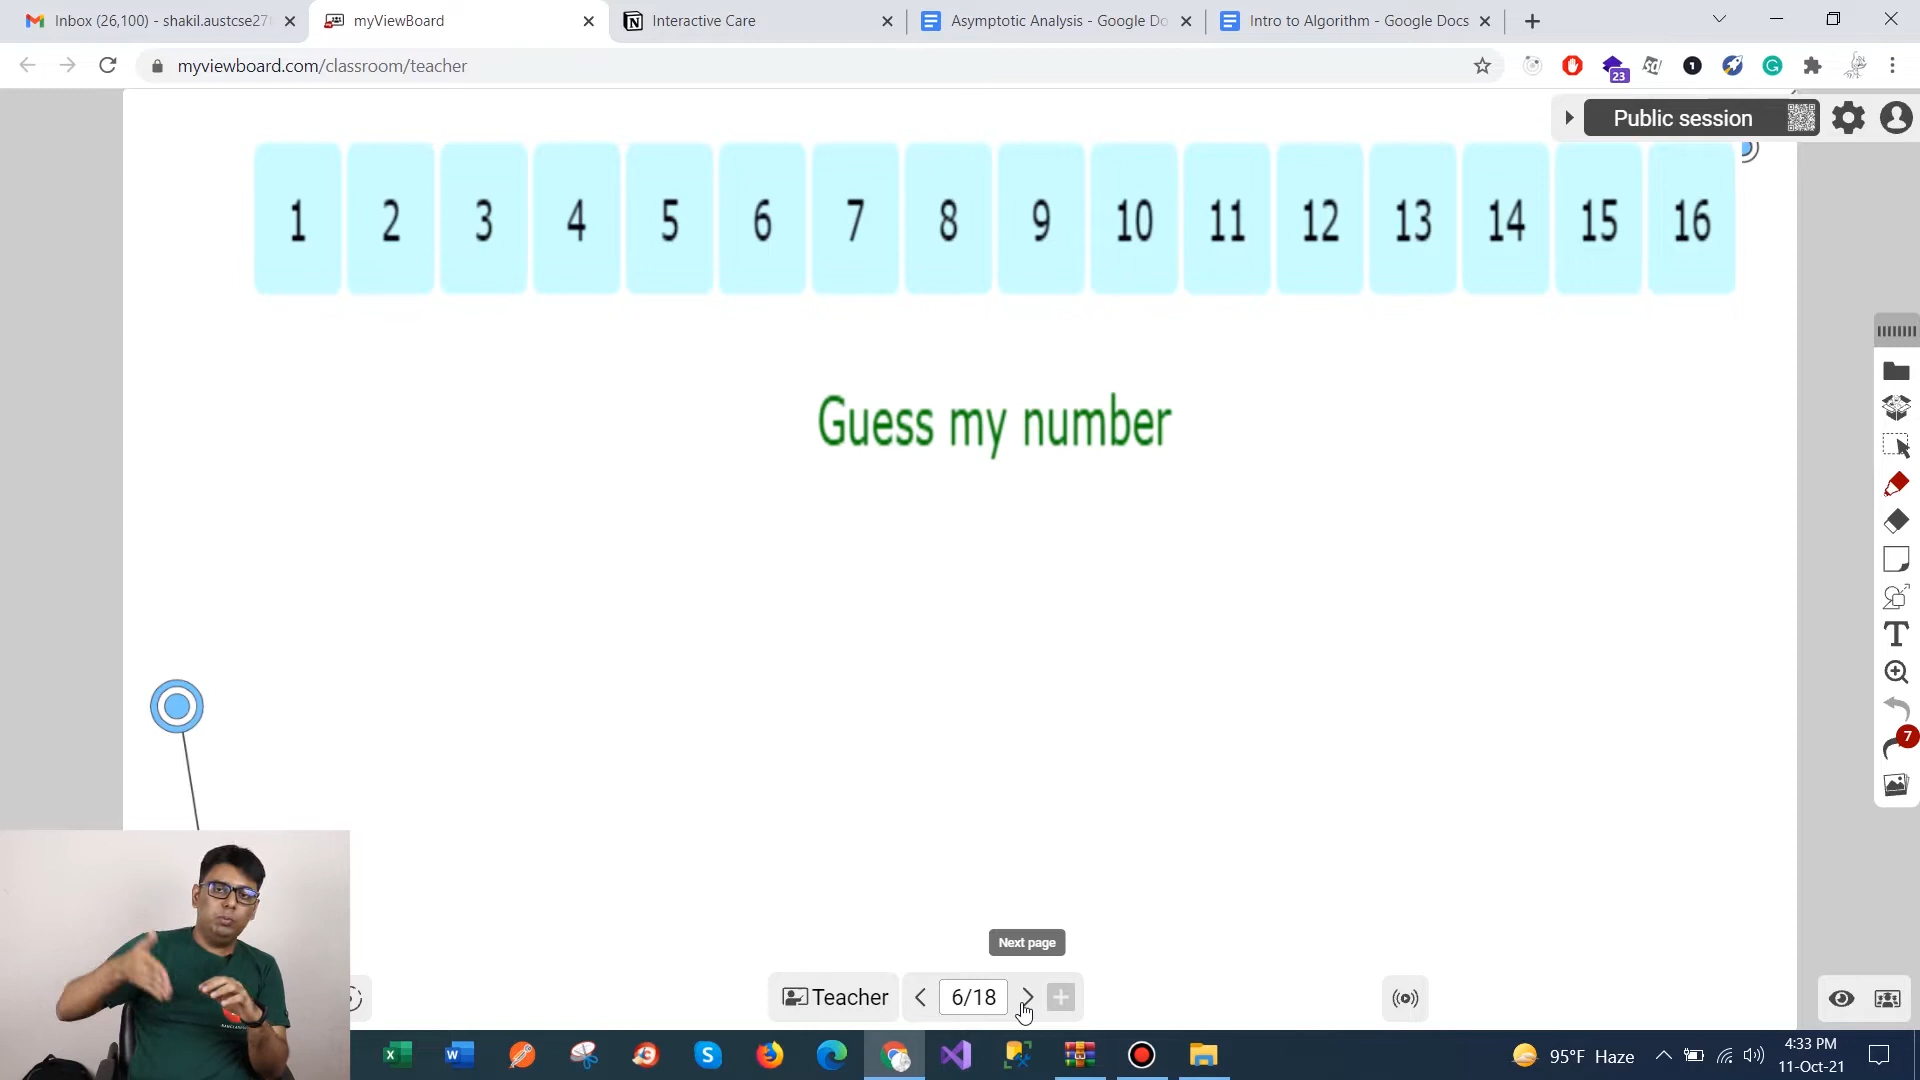 Inbox (26,100) - shakil.austcse27
myViewBoard
Interactive Care
Asymptotic Analysis - Google Do
Intro to Algorithm - Google Docs
myviewboard.com/classroom/teacher
23
Public session
1 2 3 4 5 6 7 8 9 10 11 12 13 14 15 16
Guess my number
T
7
Next page
Teacher
6/18
95°F Haze
4:33 PM
11-Oct-21